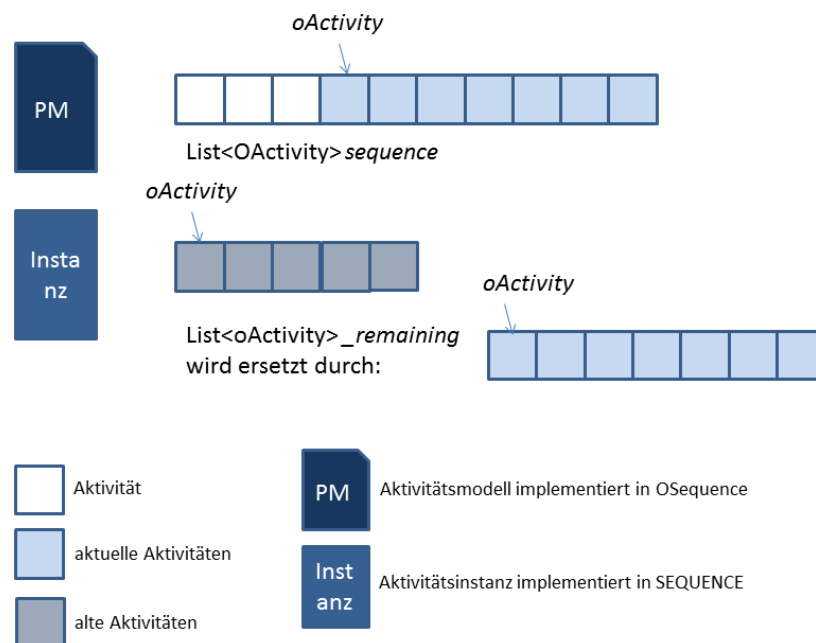 oActivity
PM
List<OActivity> sequence
oActivity
Insta
nz
oActivity
List<oActivity> _remaining
wird ersetzt durch:
Aktivität
PM
Aktivitätsmodell implementiert in OSequence
aktuelle Aktivitäten
Inst
anz
Aktivitätsinstanz implementiert in SEQUENCE
alte Aktivitäten